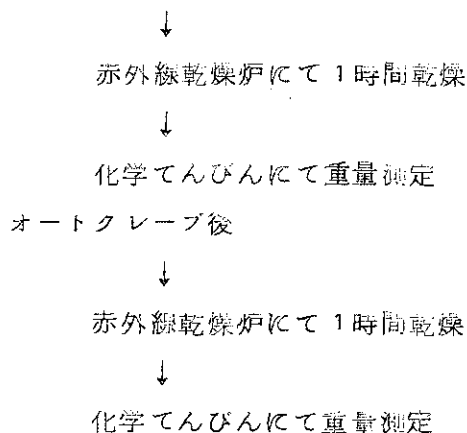 ↓
赤外線乾燥炉にて1時間乾燥
↓
化学てんびんにて重量測定
オートクレーブ後
↓
赤外線乾燥炉にて1時間乾燥
↓
化学てんびんにて重量測定